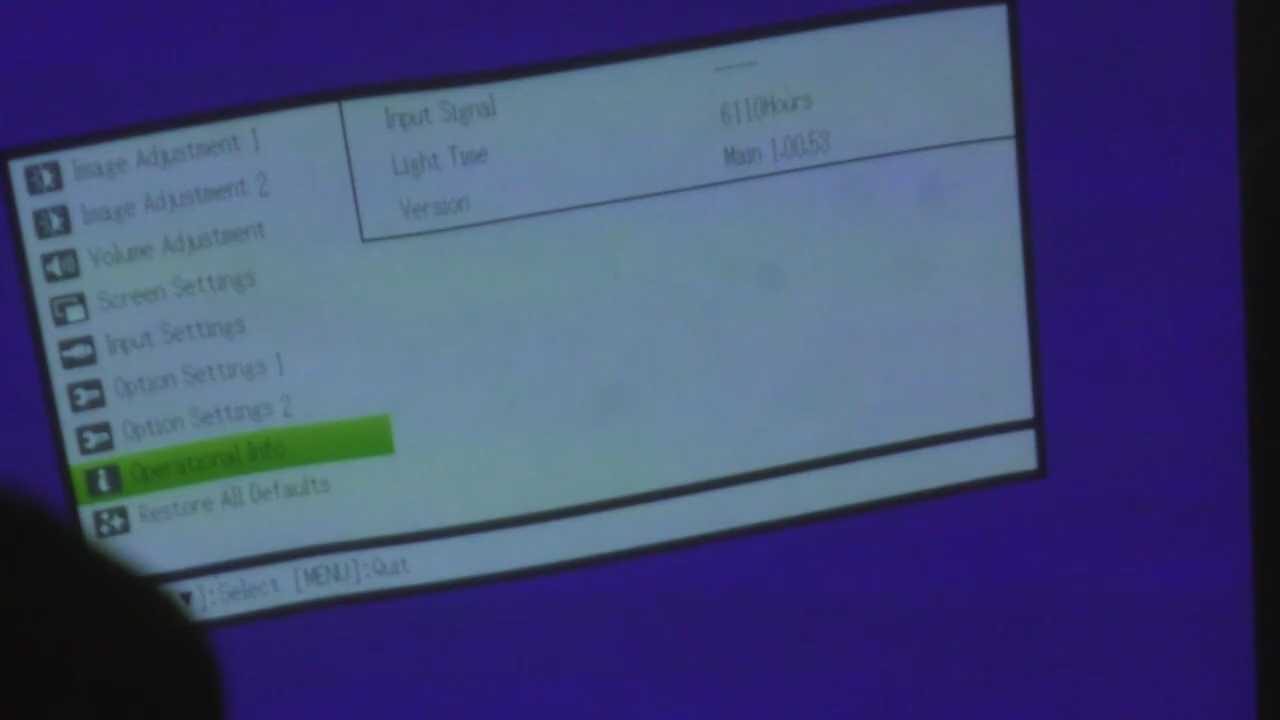 Image Adjustment 1
Image Adjustment 2
Volume Adjustment
Screen Settings
Input Settings
Option Settings 1
Option Settings 2
Operational Info
Restore All Defaults
Input Signal ----
Light Time 6110Hours
Version Main 1.00.53
▼]:Select [MENU]:Quit